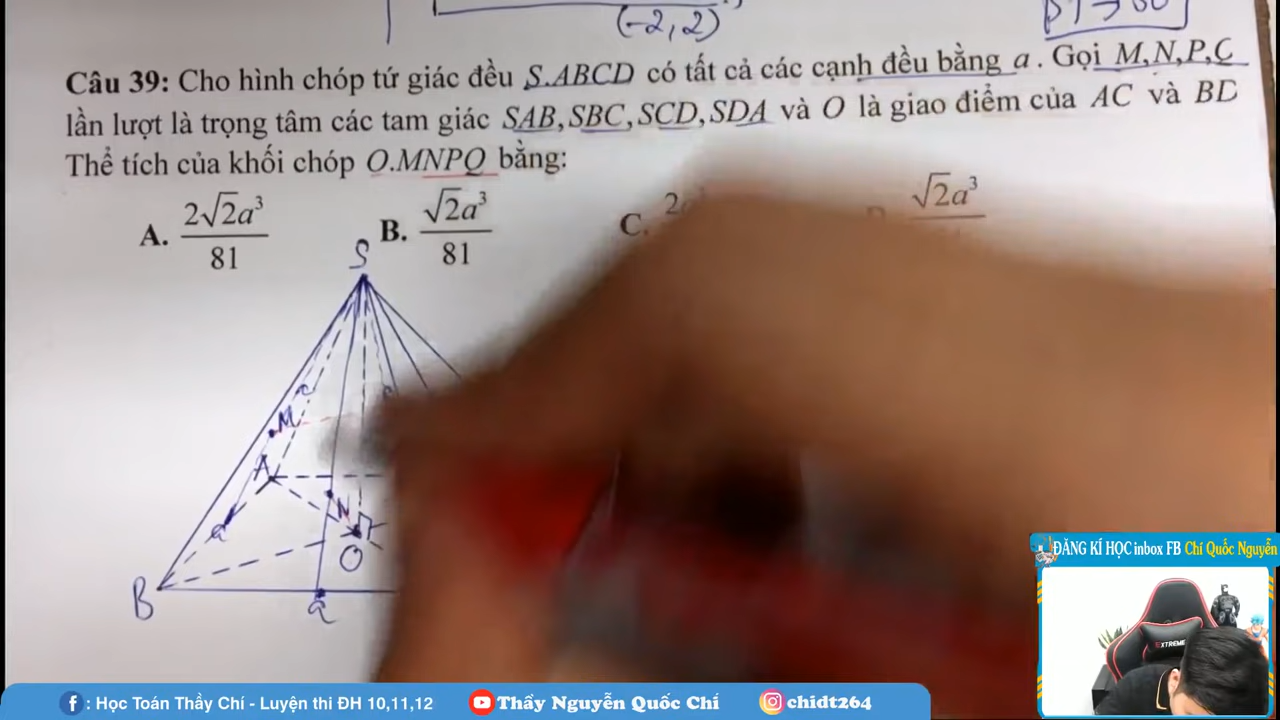 (-2,2)
Câu 39: Cho hình chóp tứ giác đều S.ABCD có tất cả các cạnh đều bằng a. Gọi M,N,P,Q
lần lượt là trọng tâm các tam giác SAB,SBC,SCD,SDA và O là giao điểm của AC và BD
Thể tích của khối chóp O.MNPQ bằng:
A. 2√2a³/81 B. √2a³/81 C. √2a³
S
M
A
N
O
B
a
ĐĂNG KÍ HỌC inbox FB Chí Quốc Nguyễn
EXTREME
: Học Toán Thầy Chí - Luyện thi ĐH 10,11,12 Thầy Nguyễn Quốc Chí chidt264